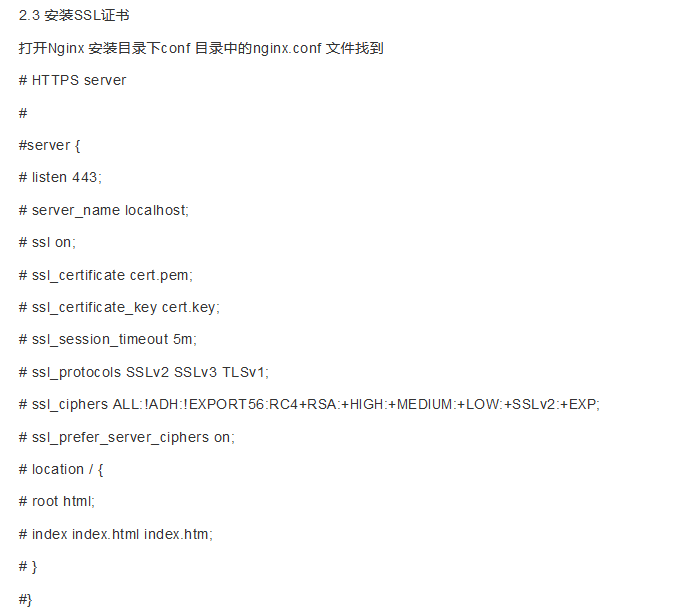 2.3 安装SSL证书
打开Nginx 安装目录下conf 目录中的nginx.conf 文件找到
# HTTPS server
#
#server {
# listen 443;
# server_name localhost;
# ssl on;
# ssl_certificate cert.pem;
# ssl_certificate_key cert.key;
# ssl_session_timeout 5m;
# ssl_protocols SSLv2 SSLv3 TLSv1;
# ssl_ciphers ALL:!ADH:!EXPORT56:RC4+RSA:+HIGH:+MEDIUM:+LOW:+SSLv2:+EXP;
# ssl_prefer_server_ciphers on;
# location / {
# root html;
# index index.html index.htm;
# }
#}